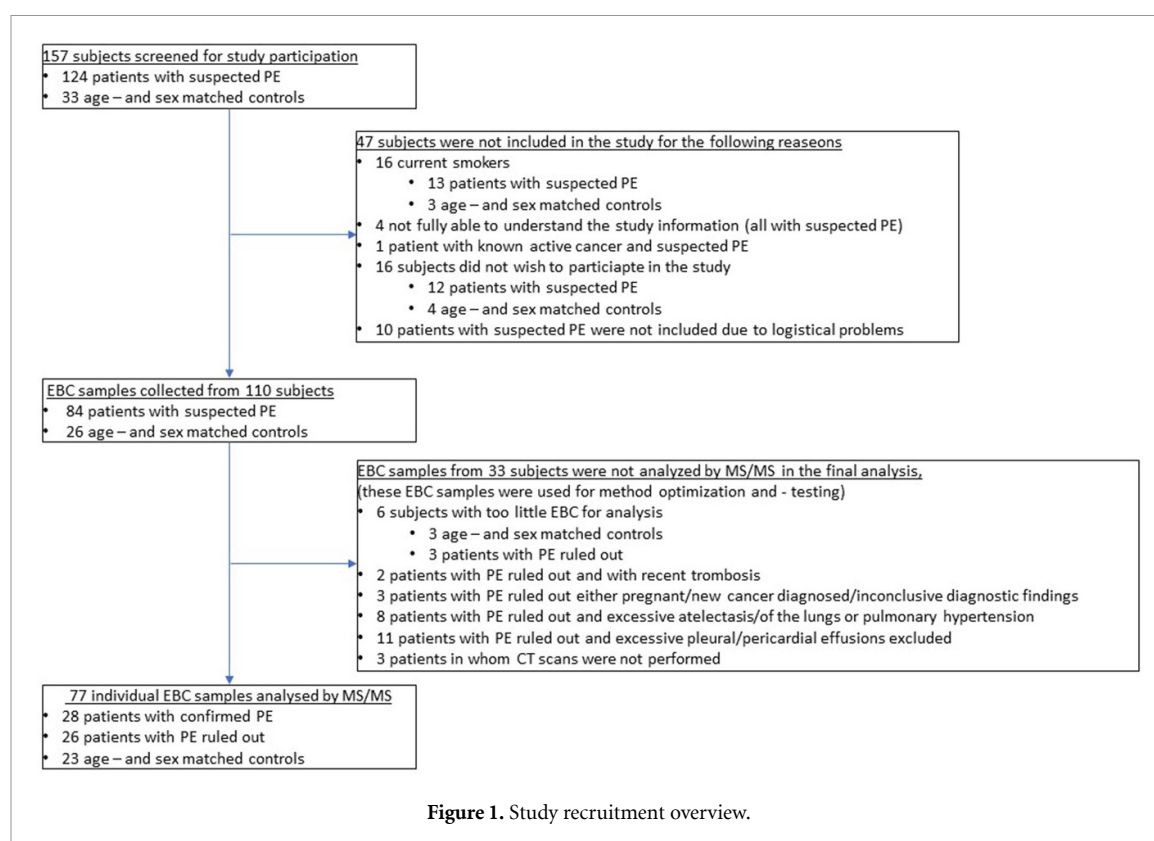 157 subjects screened for study participation
• 124 patients with suspected PE
• 33 age – and sex matched controls
47 subjects were not included in the study for the following reaseons
• 16 current smokers
• 13 patients with suspected PE
• 3 age – and sex matched controls
• 4 not fully able to understand the study information (all with suspected PE)
• 1 patient with known active cancer and suspected PE
• 16 subjects did not wish to particiapte in the study
• 12 patients with suspected PE
• 4 age – and sex matched controls
• 10 patients with suspected PE were not included due to logistical problems
EBC samples collected from 110 subjects
• 84 patients with suspected PE
• 26 age – and sex matched controls
EBC samples from 33 subjects were not analyzed by MS/MS in the final analysis,
(these EBC samples were used for method optimization and - testing)
• 6 subjects with too little EBC for analysis
• 3 age – and sex matched controls
• 3 patients with PE ruled out
• 2 patients with PE ruled out and with recent trombosis
• 3 patients with PE ruled out either pregnant/new cancer diagnosed/inconclusive diagnostic findings
• 8 patients with PE ruled out and excessive atelectasis/of the lungs or pulmonary hypertension
• 11 patients with PE ruled out and excessive pleural/pericardial effusions excluded
• 3 patients in whom CT scans were not performed
77 individual EBC samples analysed by MS/MS
• 28 patients with confirmed PE
• 26 patients with PE ruled out
• 23 age – and sex matched controls
Figure 1. Study recruitment overview.